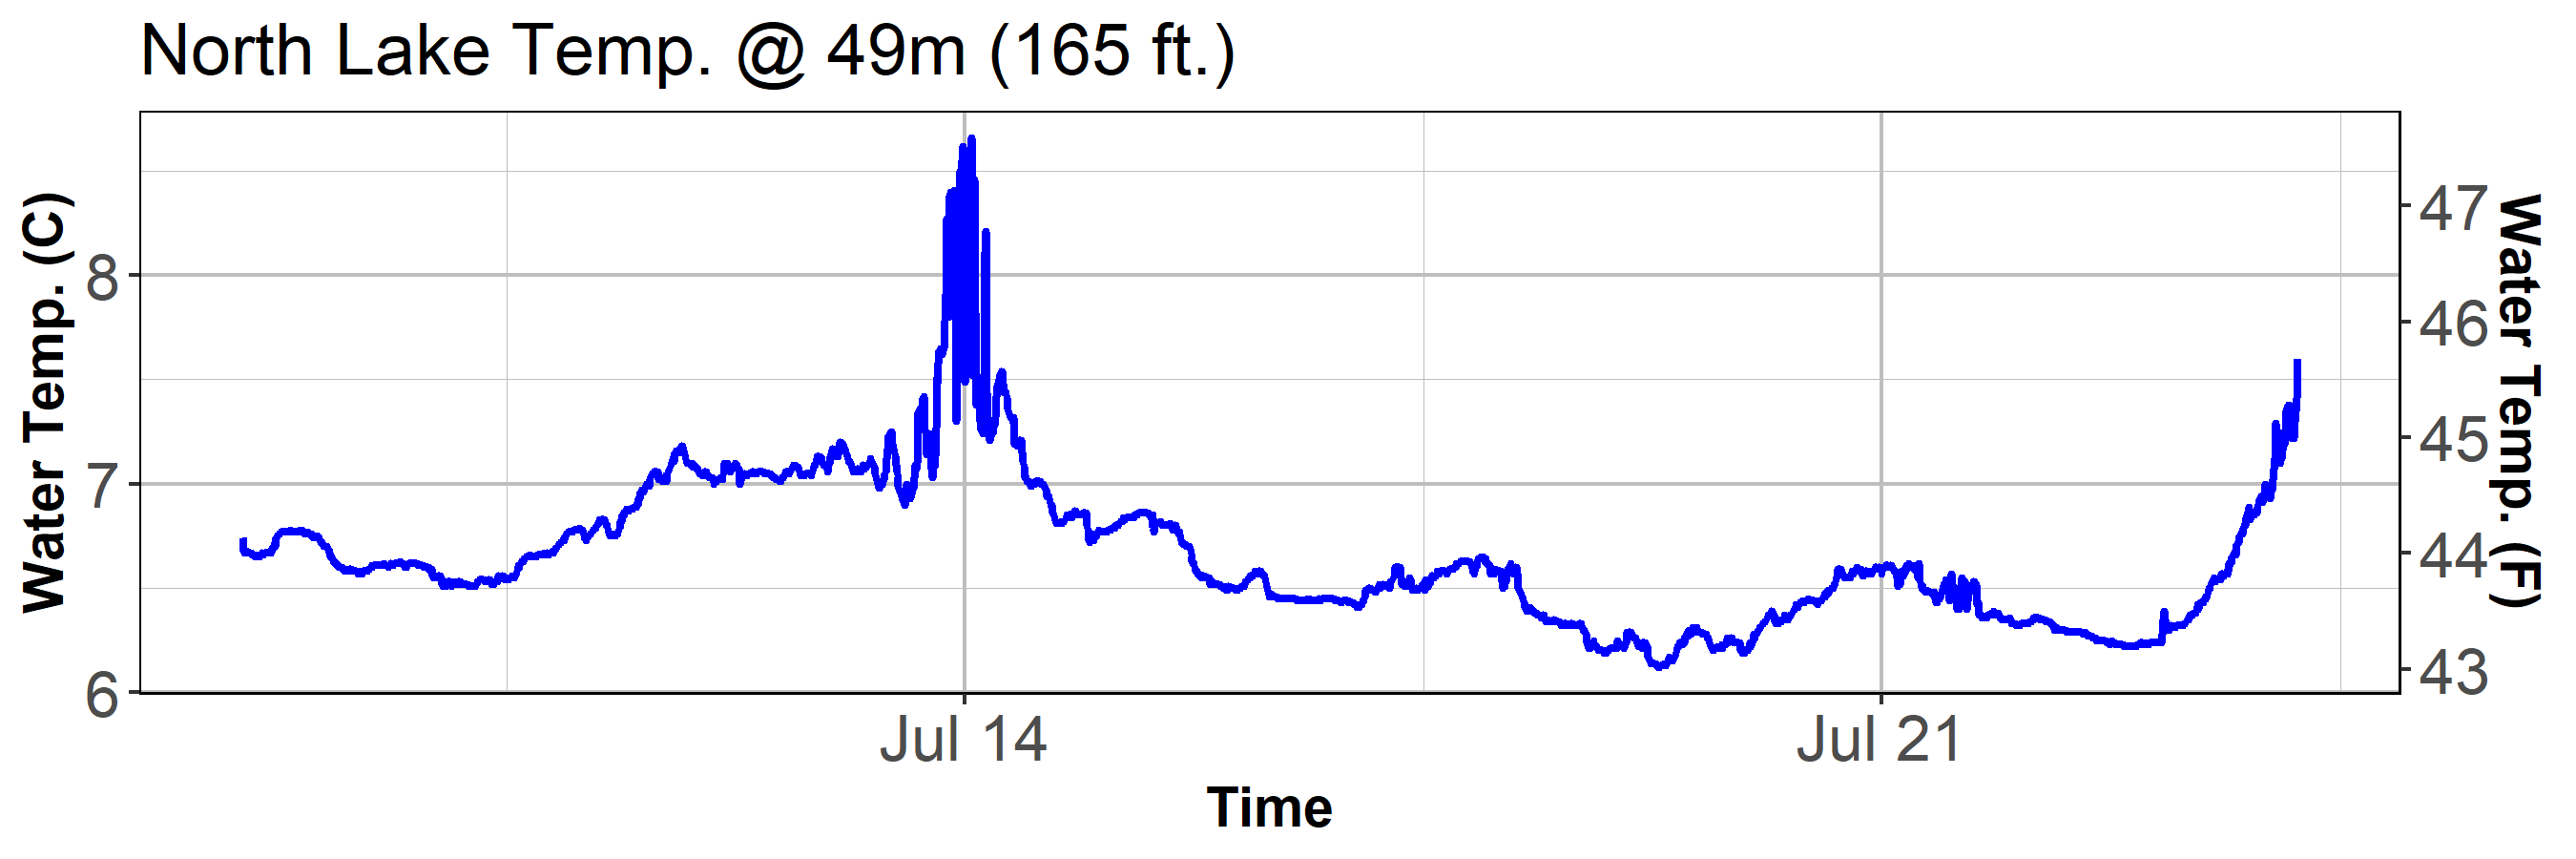 North Lake Temp. @ 49m (165 ft.)
Water Temp. (C)
8
7
6
47
46
45
44
43
Water Temp. (F)
Jul 14
Jul 21
Time